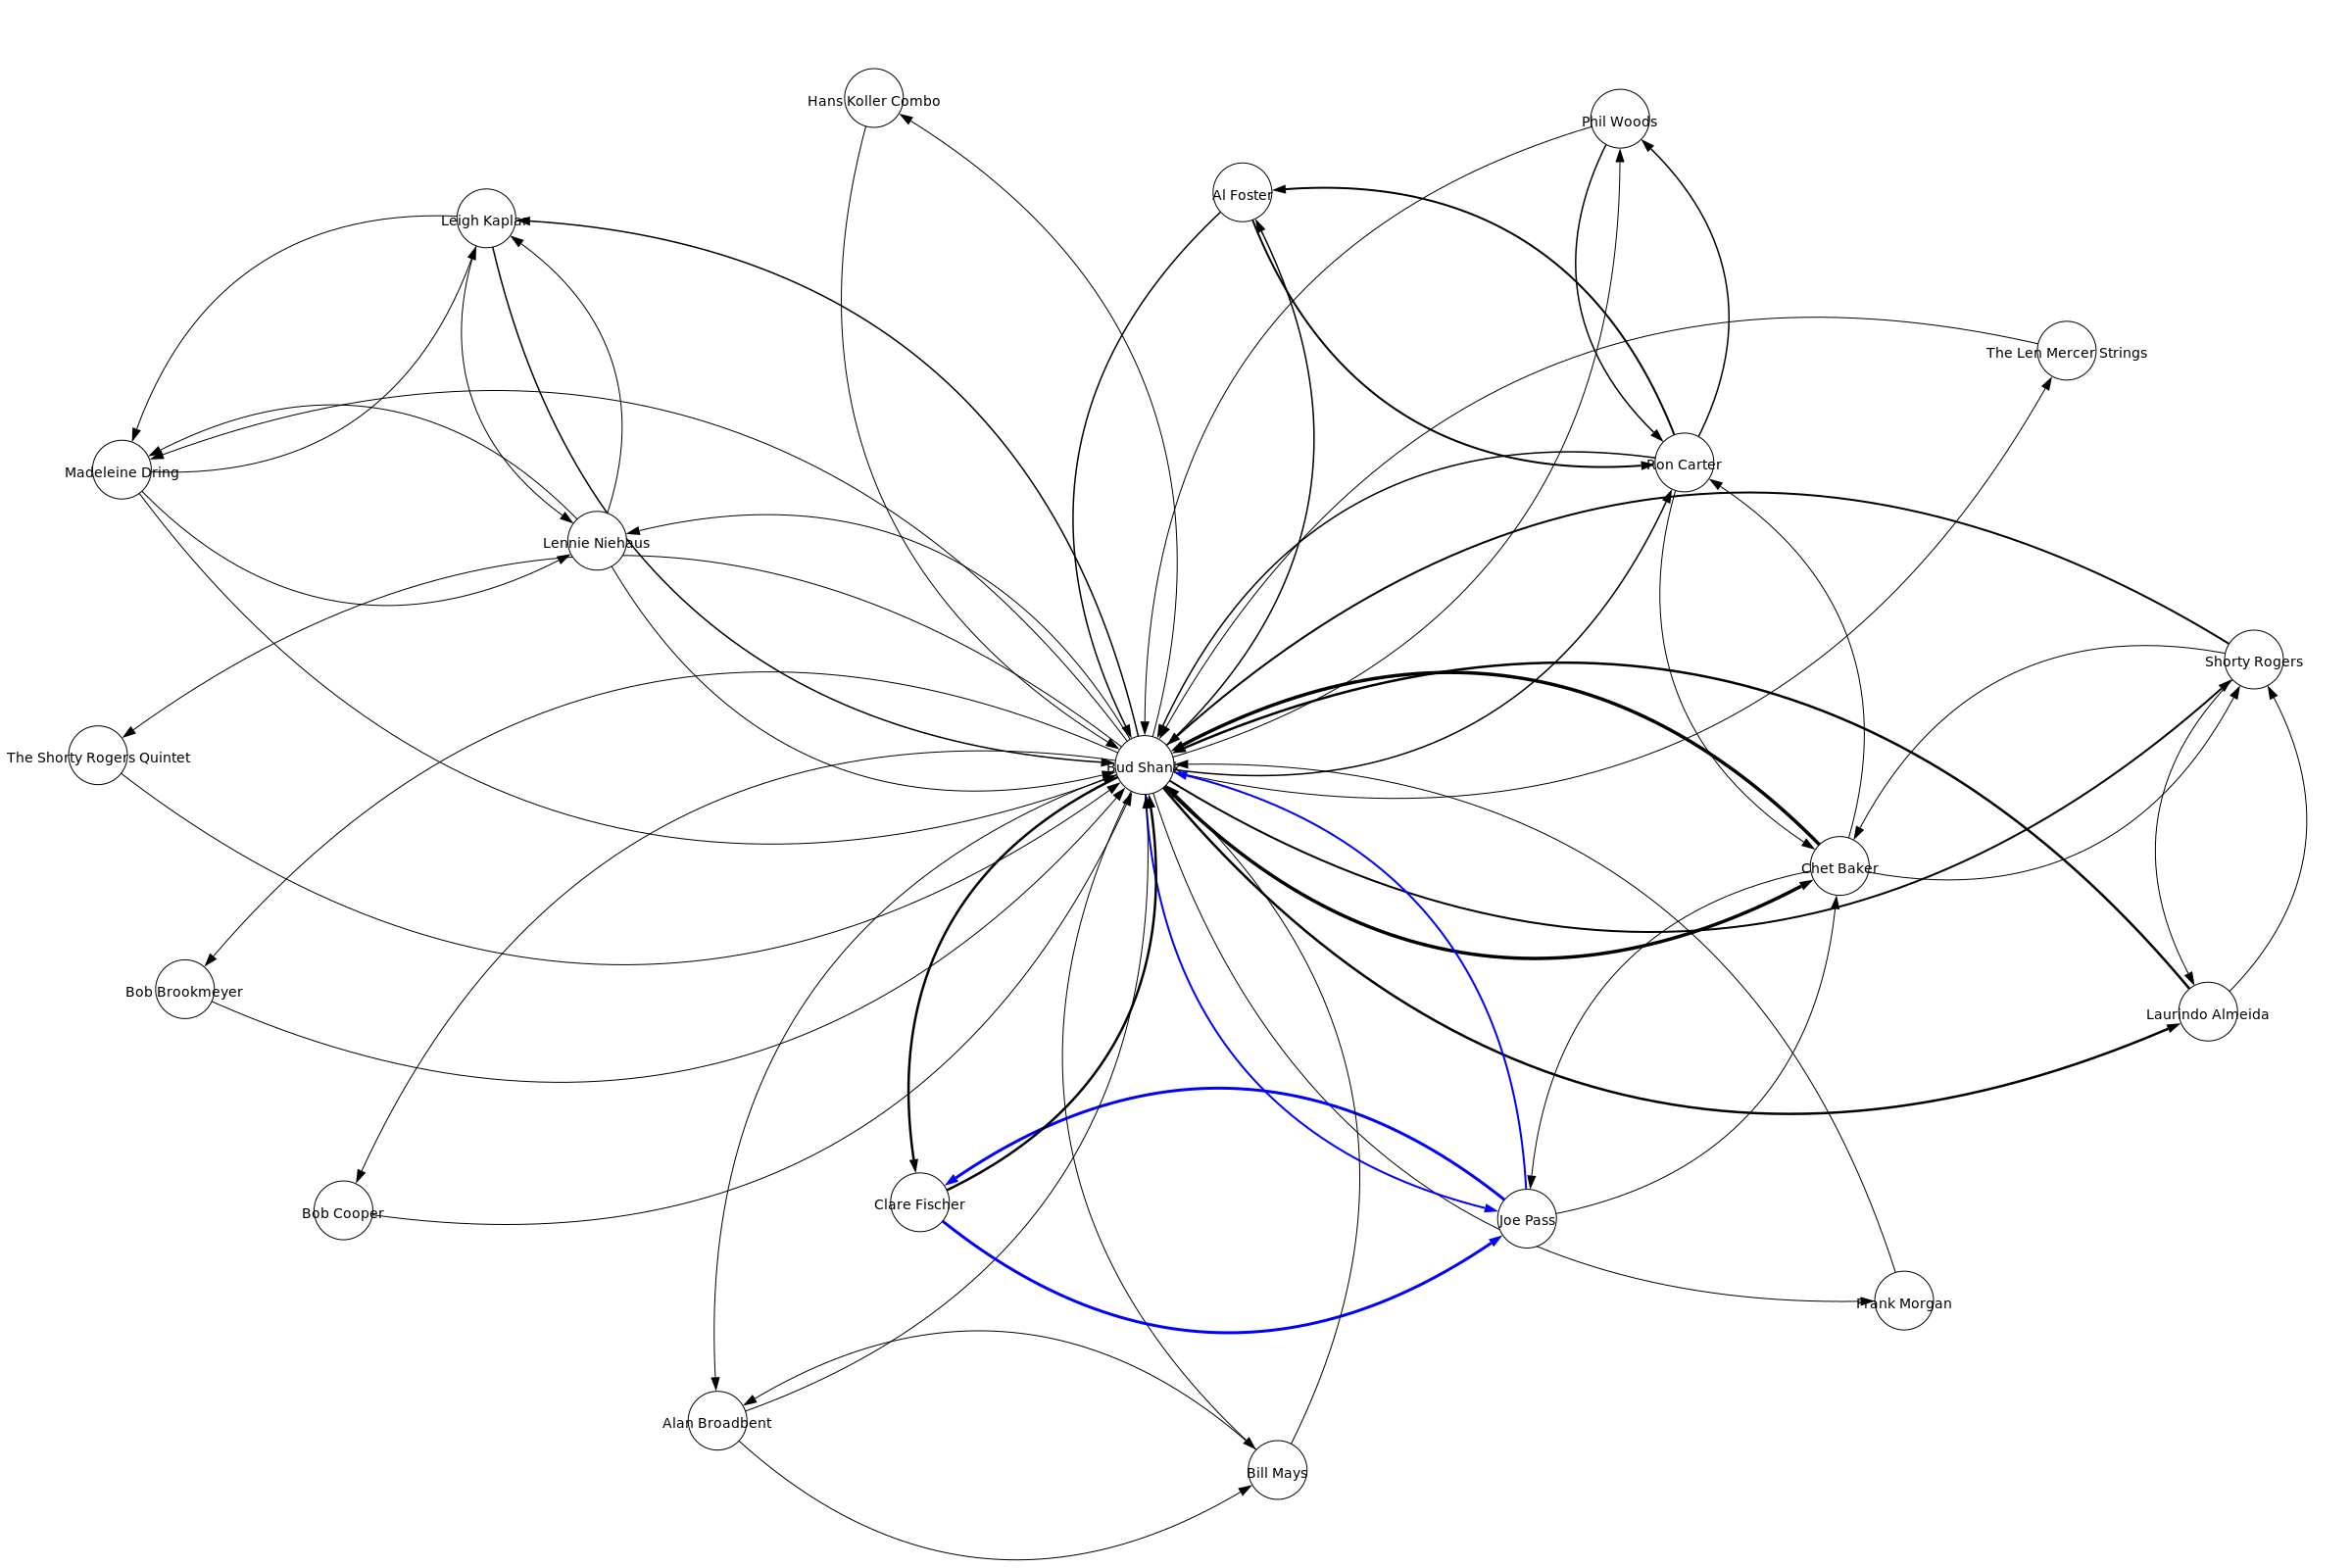 Hans Koller Combo
Phil Woods
Al Foster
Leigh Kaplan
The Len Mercer Strings
Ron Carter
Madeleine Dring
Lennie Niehaus
Shorty Rogers
The Shorty Rogers Quintet
Bud Shank
Chet Baker
Bob Brookmeyer
Laurindo Almeida
Clare Fischer
Bob Cooper
Joe Pass
Frank Morgan
Alan Broadbent
Bill Mays